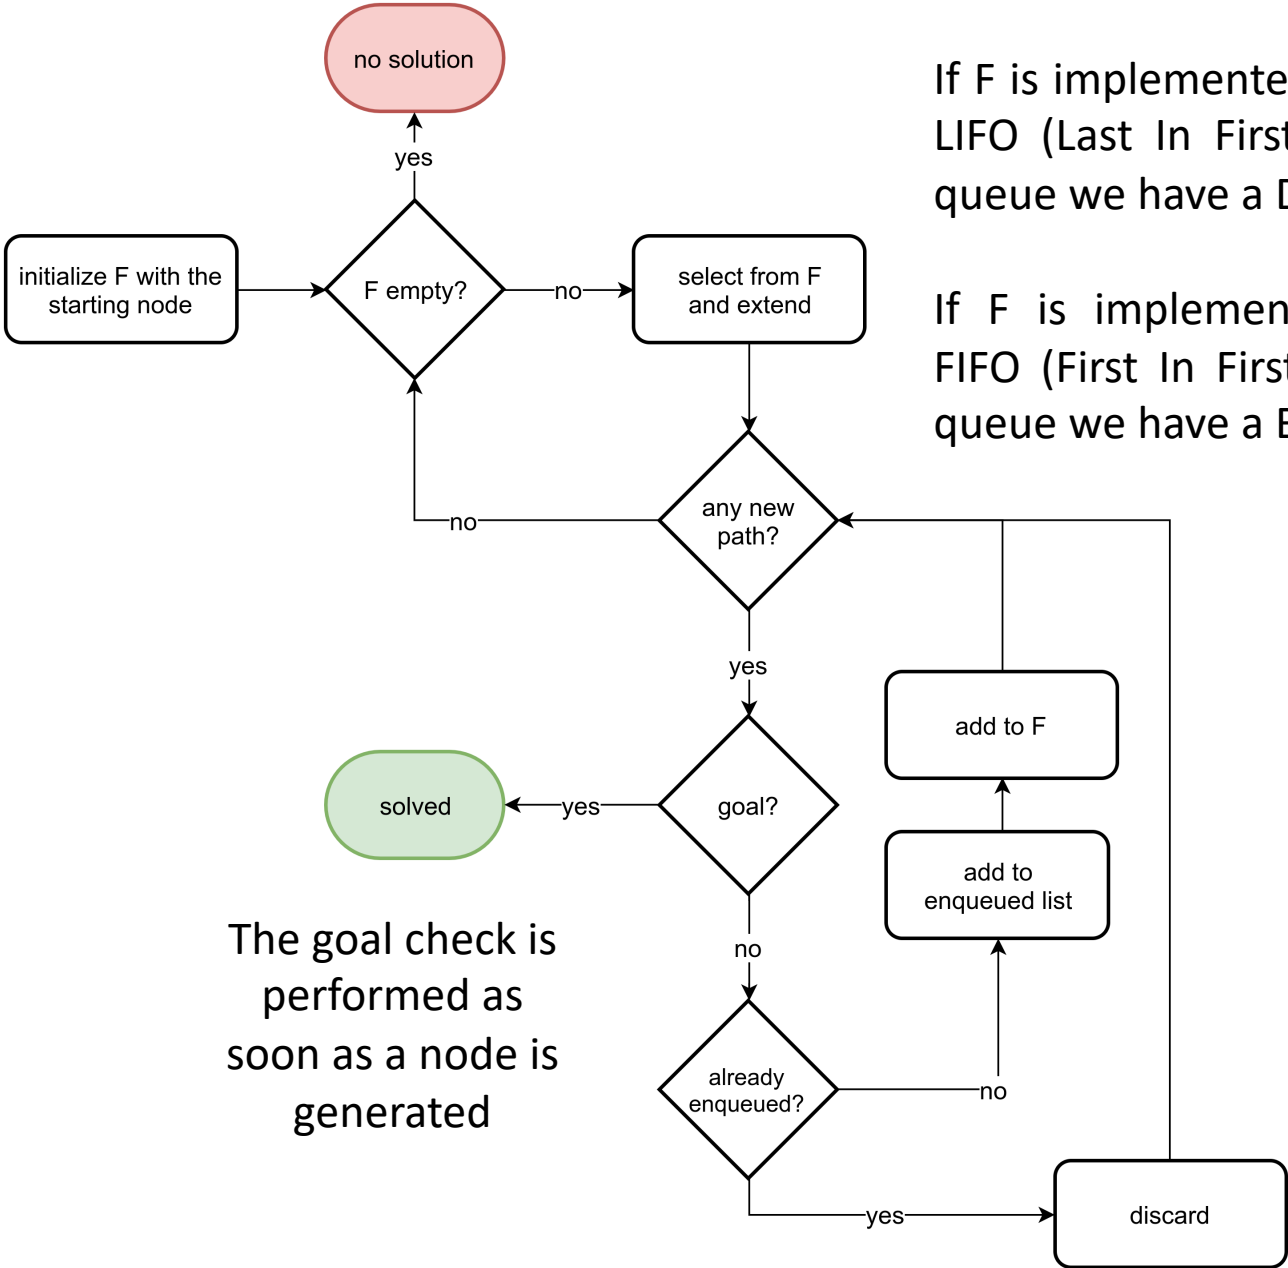 no solution
yes
initialize F with the
starting node
F empty?
no
select from F
and extend
If F is implemente
LIFO (Last In First
queue we have a D
If F is implemen
FIFO (First In First
queue we have a B
no
any new
path?
yes
add to F
solved
yes
goal?
add to
enqueued list
The goal check is
performed as
soon as a node is
generated
no
already
enqueued?
no
yes
discard